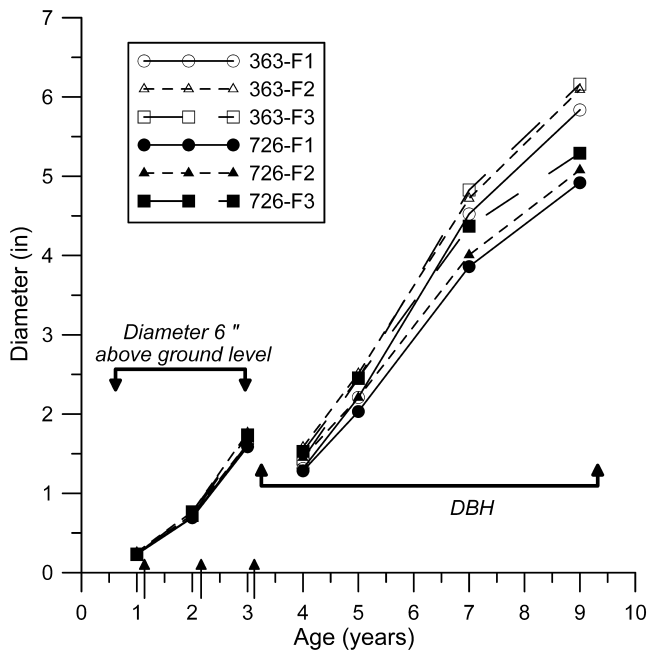 7
6
5
4
3
2
1
0
Diameter (in)
363-F1
363-F2
363-F3
726-F1
726-F2
726-F3
Diameter 6 "
above ground level
DBH
0 1 2 3 4 5 6 7 8 9 10
Age (years)